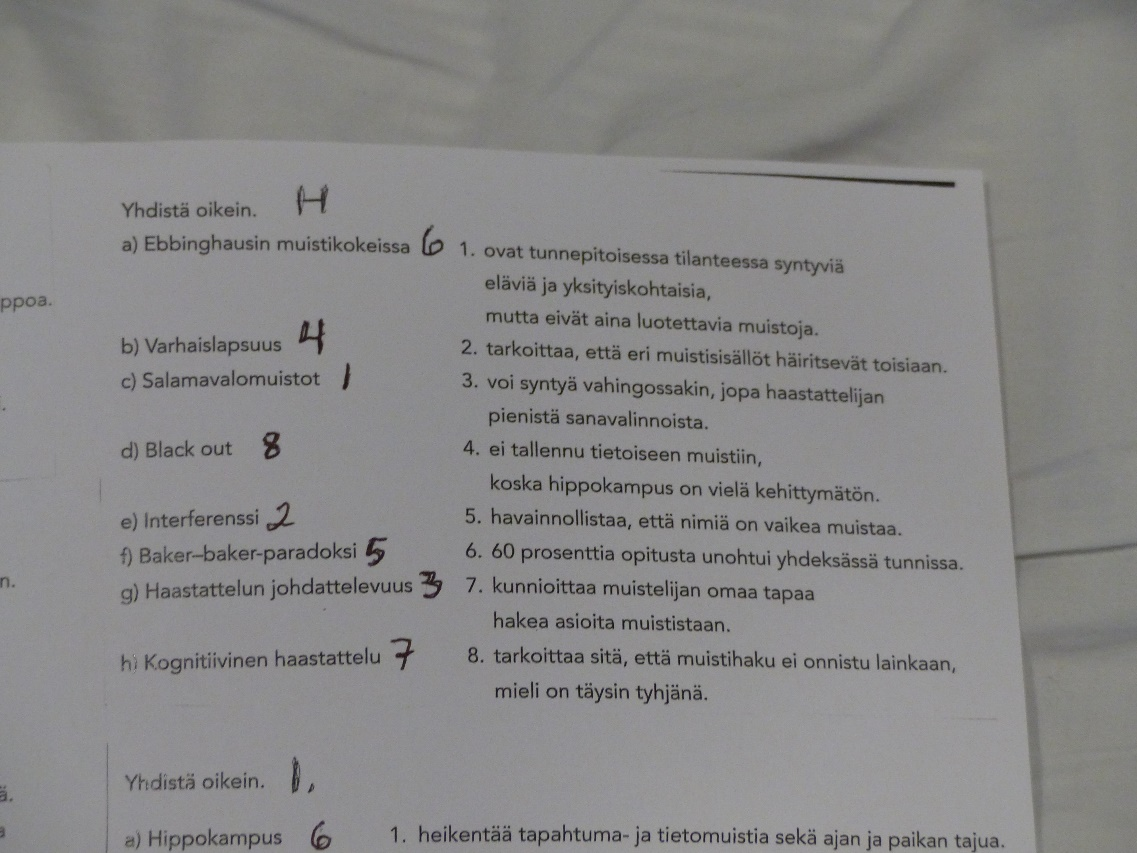 Yhdistä oikein. H
a) Ebbinghausin muistikokeissa 6 1. ovat tunnepitoisessa tilanteessa syntyviä
eläviä ja yksityiskohtaisia,
ppoa.
mutta eivät aina luotettavia muistoja.
b) Varhaislapsuus 4 2. tarkoittaa, että eri muistisisällöt häiritsevät toisiaan.
c) Salamavalomuistot 1 3. voi syntyä vahingossakin, jopa haastattelijan
pienistä sanavalinnoista.
d) Black out 8 4. ei tallennu tietoiseen muistiin,
koska hippokampus on vielä kehittymätön.
e) Interferenssi 2 5. havainnollistaa, että nimiä on vaikea muistaa.
f) Baker–baker-paradoksi 5 6. 60 prosenttia opitusta unohtui yhdeksässä tunnissa.
n.
g) Haastattelun johdattelevuus 3 7. kunnioittaa muistelijan omaa tapaa
hakea asioita muististaan.
h) Kognitiivinen haastattelu 7 8. tarkoittaa sitä, että muistihaku ei onnistu lainkaan,
mieli on täysin tyhjänä.
Yhdistä oikein.
ä.
a) Hippokampus 6 1. heikentää tapahtuma- ja tietomuistia sekä ajan ja paikan tajua.